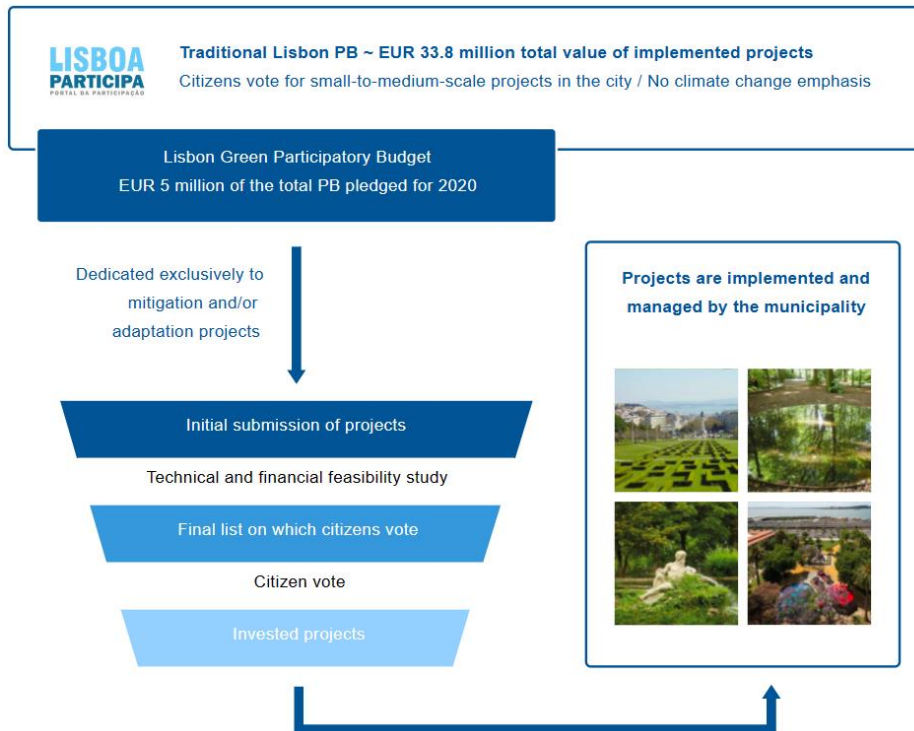 LISBOA
PARTICIPA
PORTAL DA PARTICIPAÇÃO
Traditional Lisbon PB ~ EUR 33.8 million total value of implemented projects
Citizens vote for small-to-medium-scale projects in the city / No climate change emphasis
Lisbon Green Participatory Budget
EUR 5 million of the total PB pledged for 2020
Dedicated exclusively to
mitigation and/or
adaptation projects
Initial submission of projects
Technical and financial feasibility study
Final list on which citizens vote
Citizen vote
Invested projects
Projects are implemented and
managed by the municipality